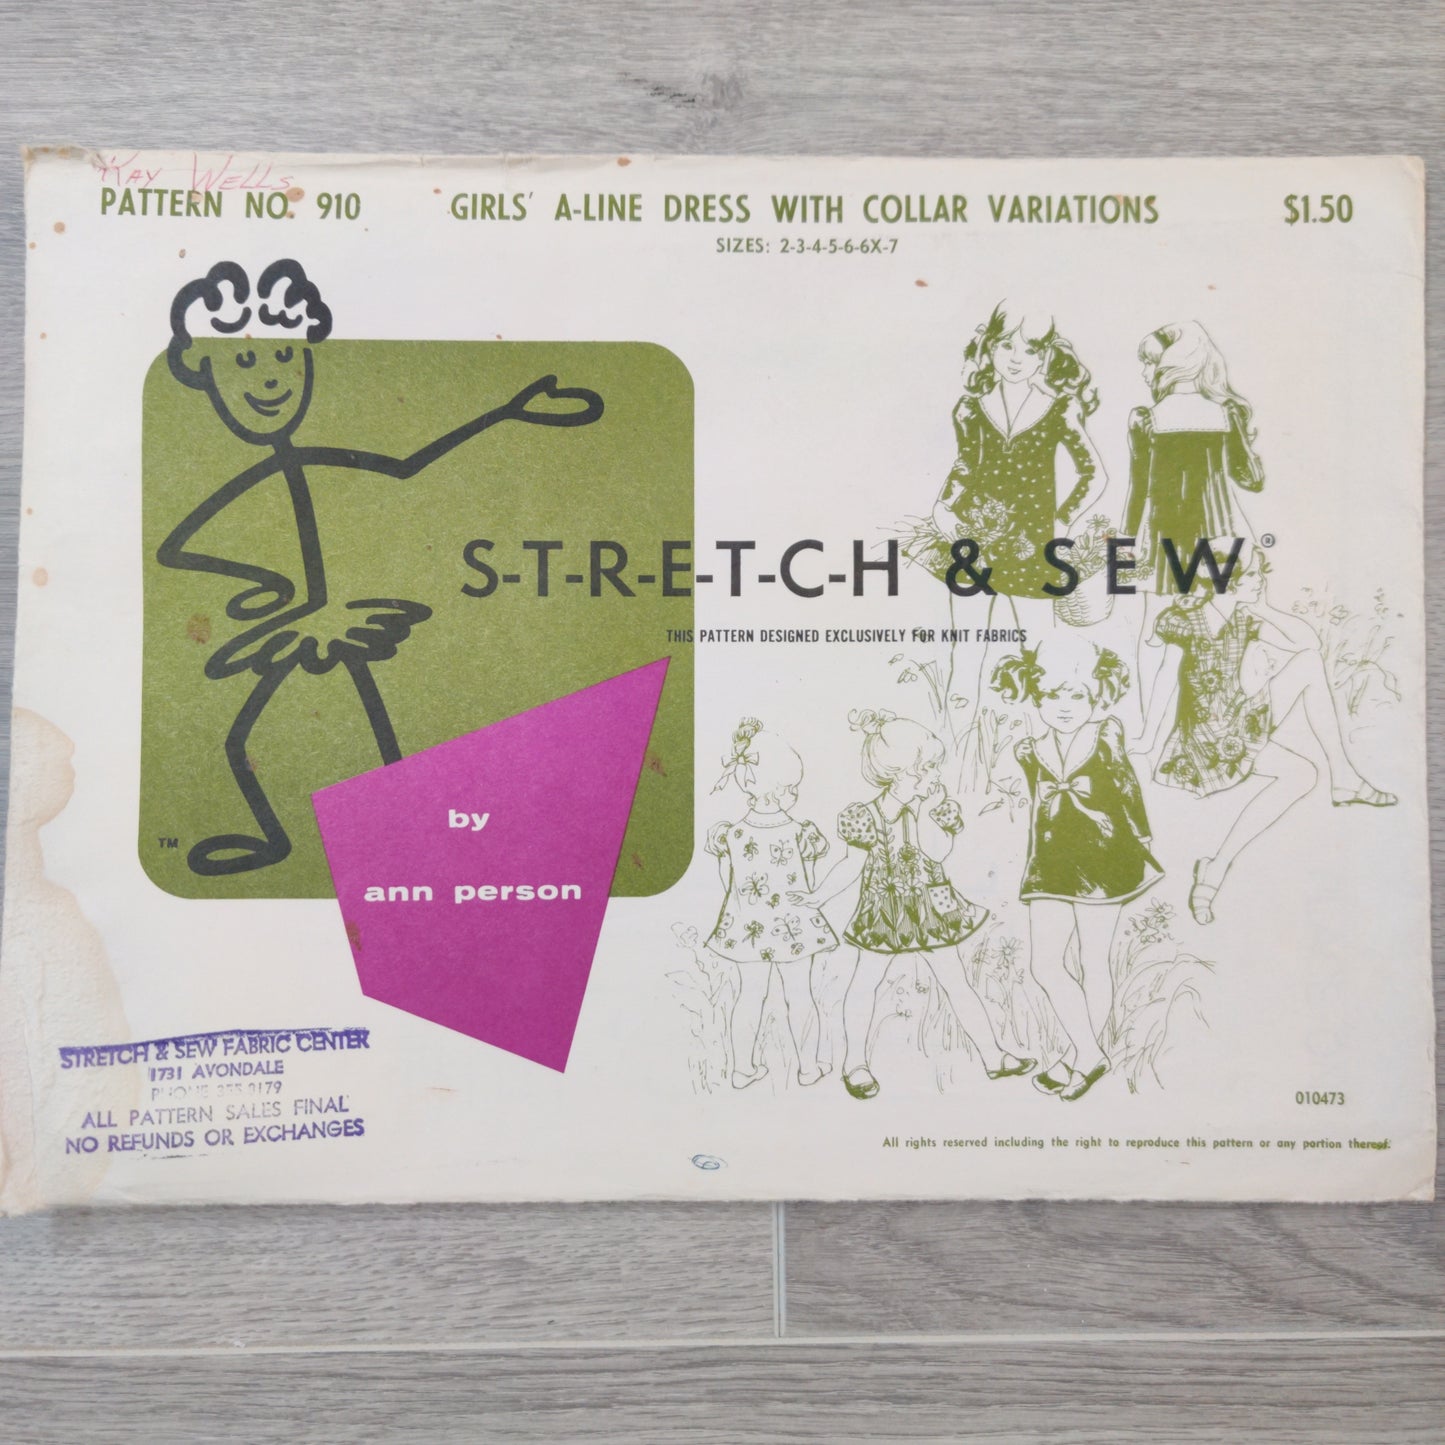 Kay Wells
PATTERN NO. 910 GIRLS' A-LINE DRESS WITH COLLAR VARIATIONS $1.50
SIZES: 2-3-4-5-6-6X-7
S-T-R-E-T-C-H & SEW®
THIS PATTERN DESIGNED EXCLUSIVELY FOR KNIT FABRICS
by
TM
ann person
STRETCH & SEW FABRIC CENTER
1731 AVONDALE
PHONE 355 3179
ALL PATTERN SALES FINAL
NO REFUNDS OR EXCHANGES
010473
All rights reserved including the right to reproduce this pattern or any portion thereof.